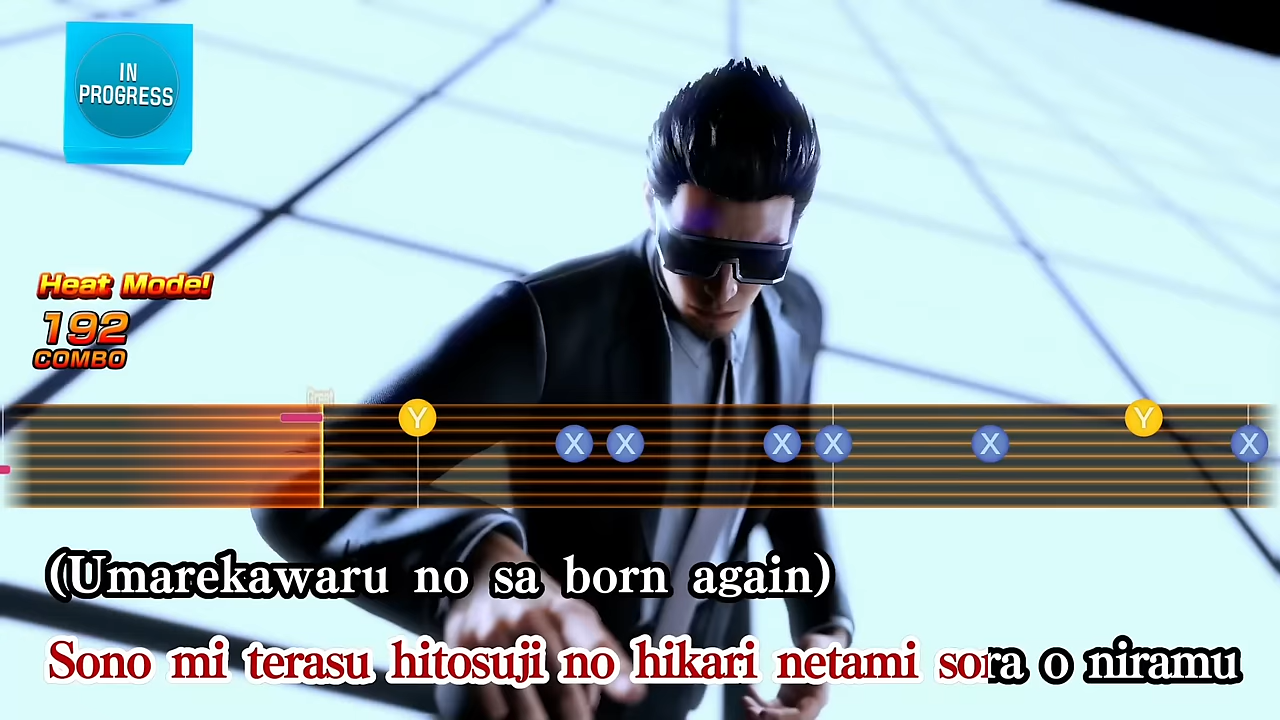 IN
PROGRESS
Heat Mode!
192
COMBO
Great
Y X X X X X Y X
(Umarekawaru no sa born again)
Sono mi terasu hitosuji no hikari netami sora o niramu